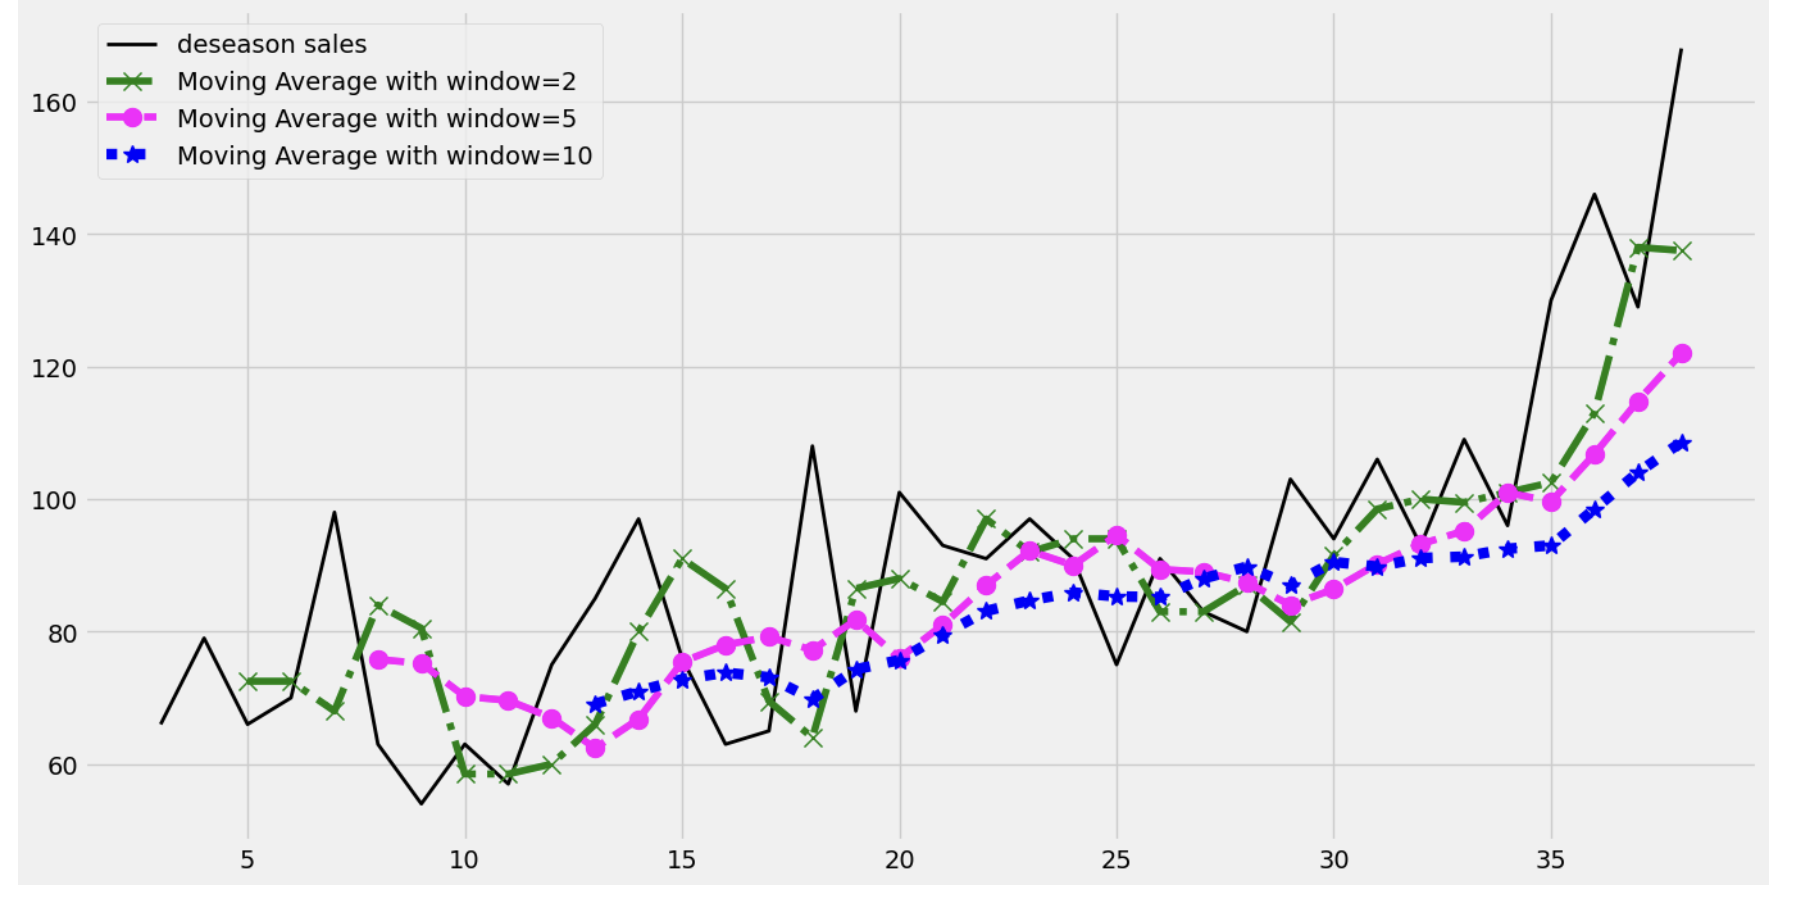 deseason sales
Moving Average with window=2
Moving Average with window=5
Moving Average with window=10
160
140
120
100
80
60
5 10 15 20 25 30 35